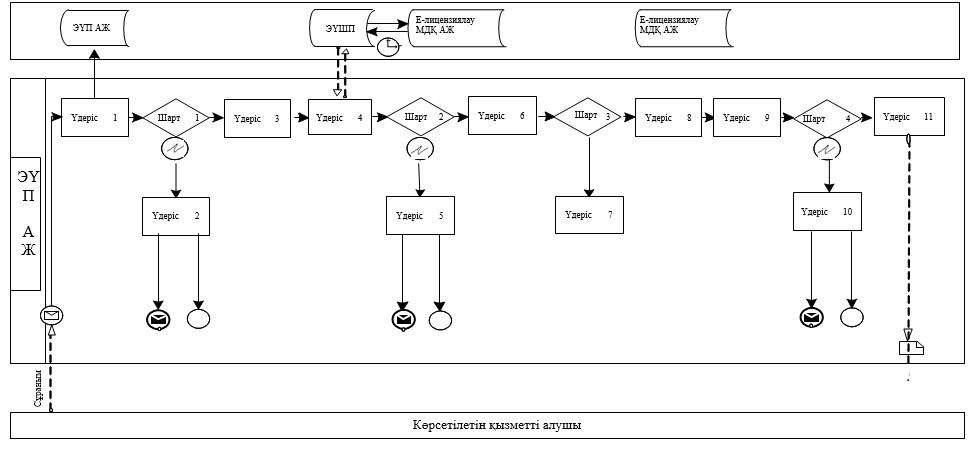 ЭҮП АЖ
ЭҮШП
Е-лицензиялау
МДҚ АЖ
Е-лицензиялау
МДҚ АЖ
Үдеріс 1
Шарт 1
Үдеріс 3
Үдеріс 4
Шарт 2
Үдеріс 6
Шарт 3
Үдеріс 8
Үдеріс 9
Шарт 4
Үдеріс 11
ЭҮ
П
А
Ж
Үдеріс 2
Үдеріс 5
Үдеріс 7
Үдеріс 10
Сұраным
Көрсетілетін қызметті алушы